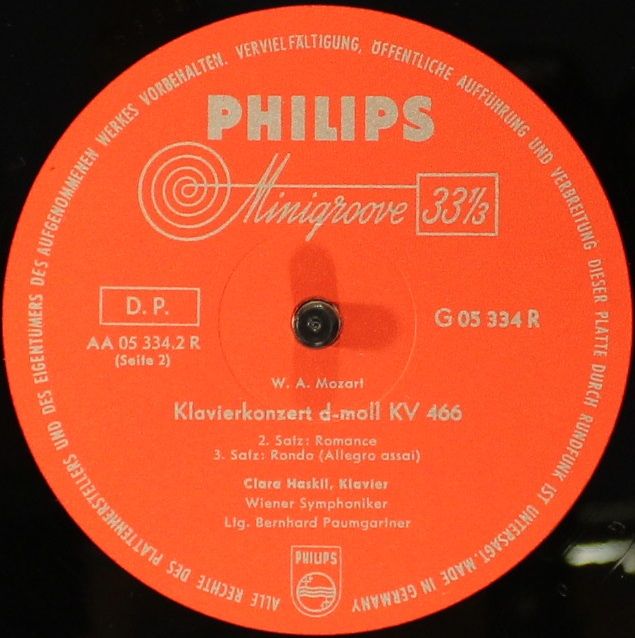 ALLE RECHTE DES PLATTENHERSTELLERS UND DES EIGENTÜMERS DES AUFGENOMMENEN WERKES VORBEHALTEN. VERVIELFÄLTIGUNG, ÖFFENTLICHE AUFFÜHRUNG UND VERBREITUNG DIESER PLATTE DURCH RUNDFUNK IST UNTERSAGT. MADE IN GERMANY
PHILIPS
Minigroove 33⅓
D. P.
AA 05 334.2 R
(Seite 2)
G 05 334 R
W. A. Mozart
Klavierkonzert d-moll KV 466
2. Satz: Romance
3. Satz: Rondo (Allegro assai)
Clara Haskil, Klavier
Wiener Symphoniker
Ltg. Bernhard Paumgartner
PHILIPS